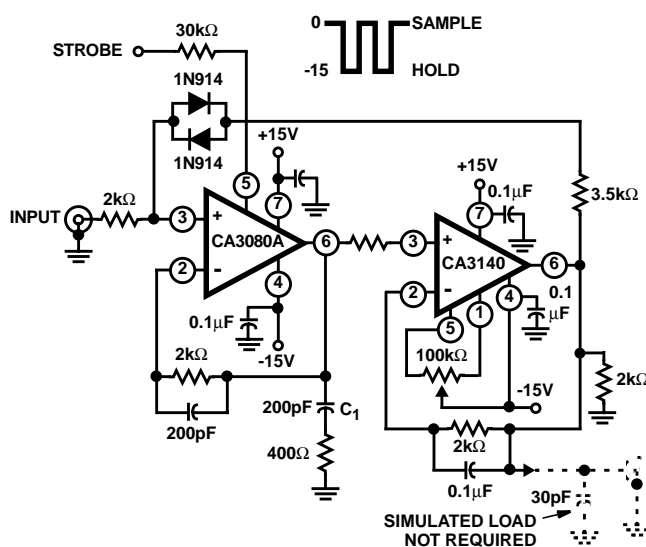 30kΩ
0
SAMPLE
STROBE
-15
HOLD
1N914
1N914
+15V
+15V
5
0.1µF
3.5kΩ
2kΩ
7
7
INPUT
3
+
CA3080A
6
3
+
CA3140
6
2
-
4
2
-
4
0.1
µF
0.1µF
5
1
-15V
100kΩ
2kΩ
-15V
2kΩ
200pF
200pF
C1
2kΩ
400Ω
0.1µF
30pF
SIMULATED LOAD
NOT REQUIRED